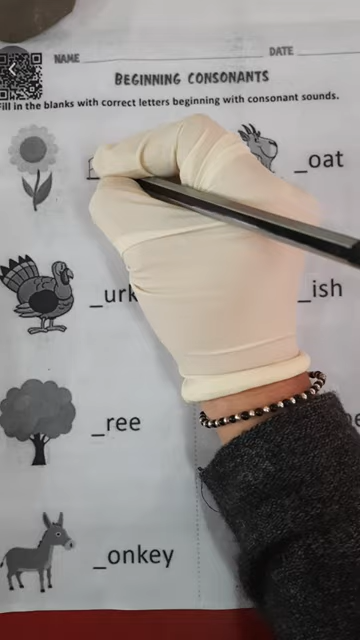 NAME DATE
BEGINNING CONSONANTS
Fill in the blanks with correct letters beginning with consonant sounds.
_oat
_urk
_ish
_ree
_onkey